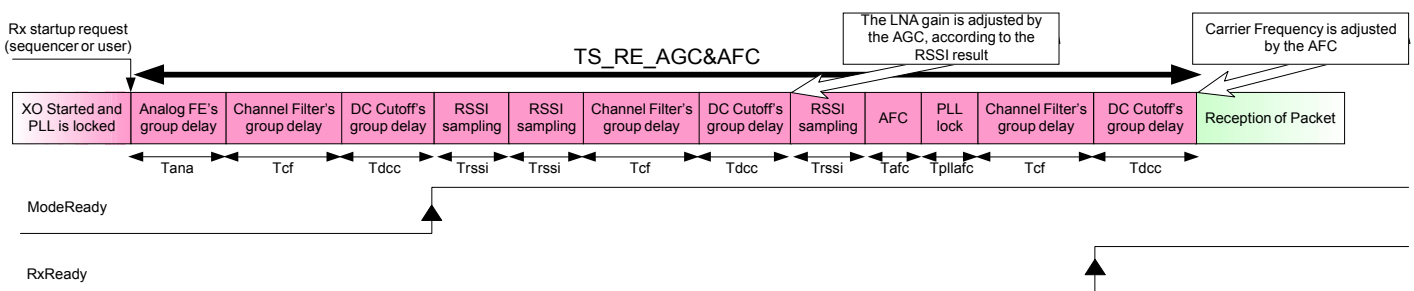 Rx startup request
(sequencer or user)
The LNA gain is adjusted by
the AGC, according to the
RSSI result
Carrier Frequency is adjusted
by the AFC
TS_RE_AGC&AFC
XO Started and
PLL is locked
Analog FE's
group delay
Channel Filter's
group delay
DC Cutoff's
group delay
RSSI
sampling
RSSI
sampling
Channel Filter's
group delay
DC Cutoff's
group delay
RSSI
sampling
AFC
PLL
lock
Channel Filter's
group delay
DC Cutoff's
group delay
Reception of Packet
Tana
Tcf
Tdcc
Trssi
Trssi
Tcf
Tdcc
Trssi
Tafc
Tpllafc
Tcf
Tdcc
ModeReady
RxReady